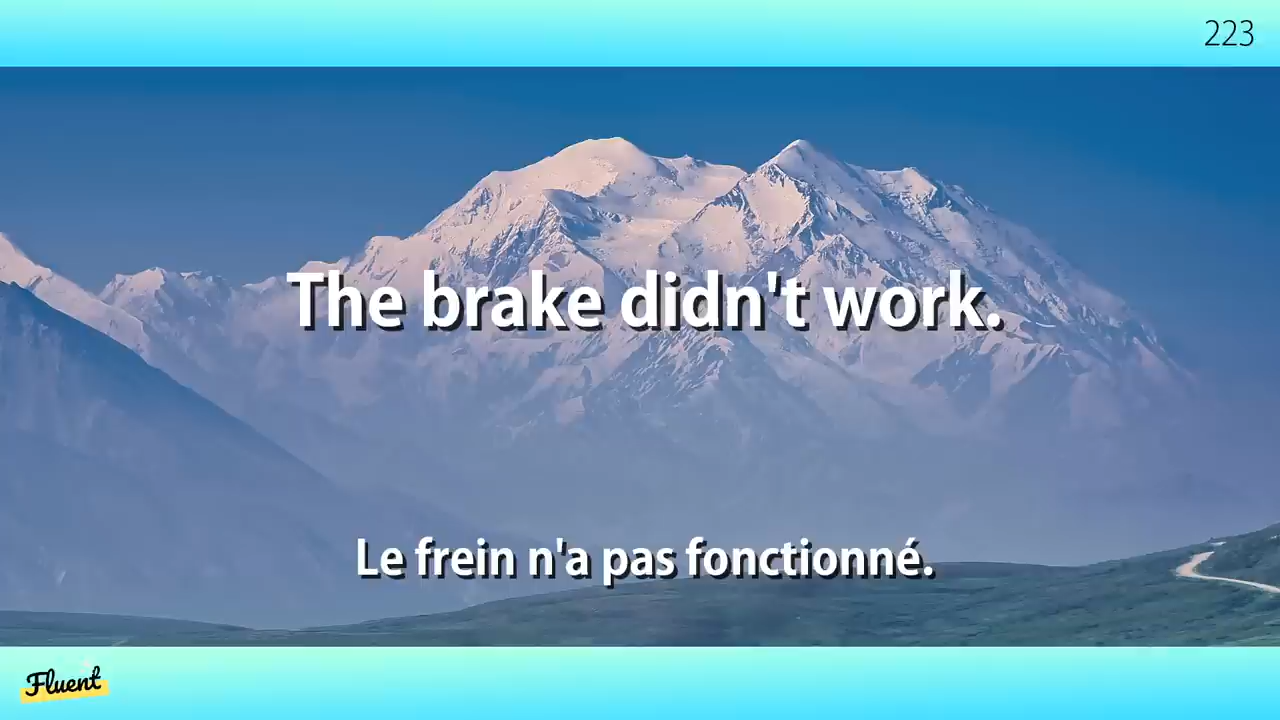 223
The brake didn't work.
Le frein n'a pas fonctionné.
Fluent